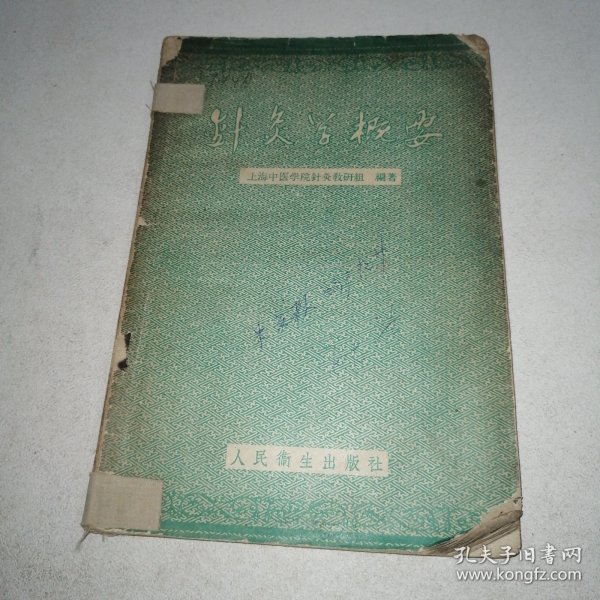 針灸学概要
上海中医学院針灸教研組 編著
人民衞生出版社
孔夫子旧书网
www.kongfz.com